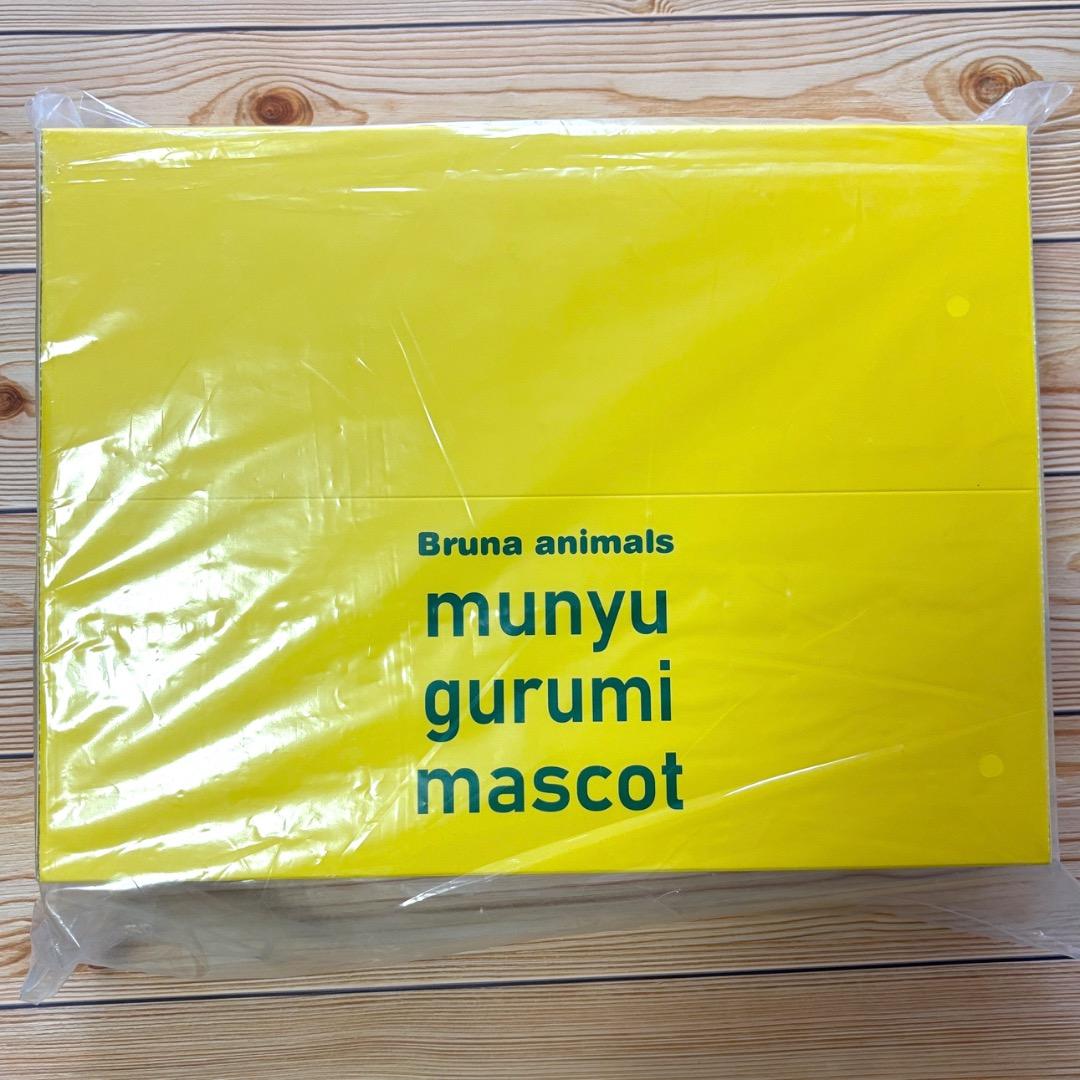 Bruna animals
munyu
gurumi
mascot